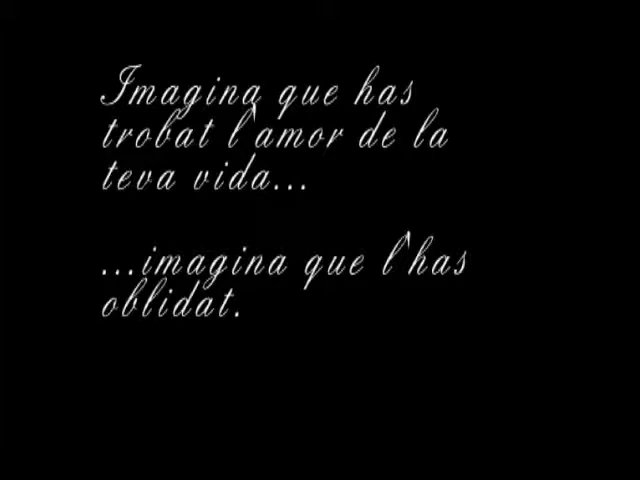 Imagina que has
trobat l'amor de la
teva vida...
...imagina que l'has
oblidat.